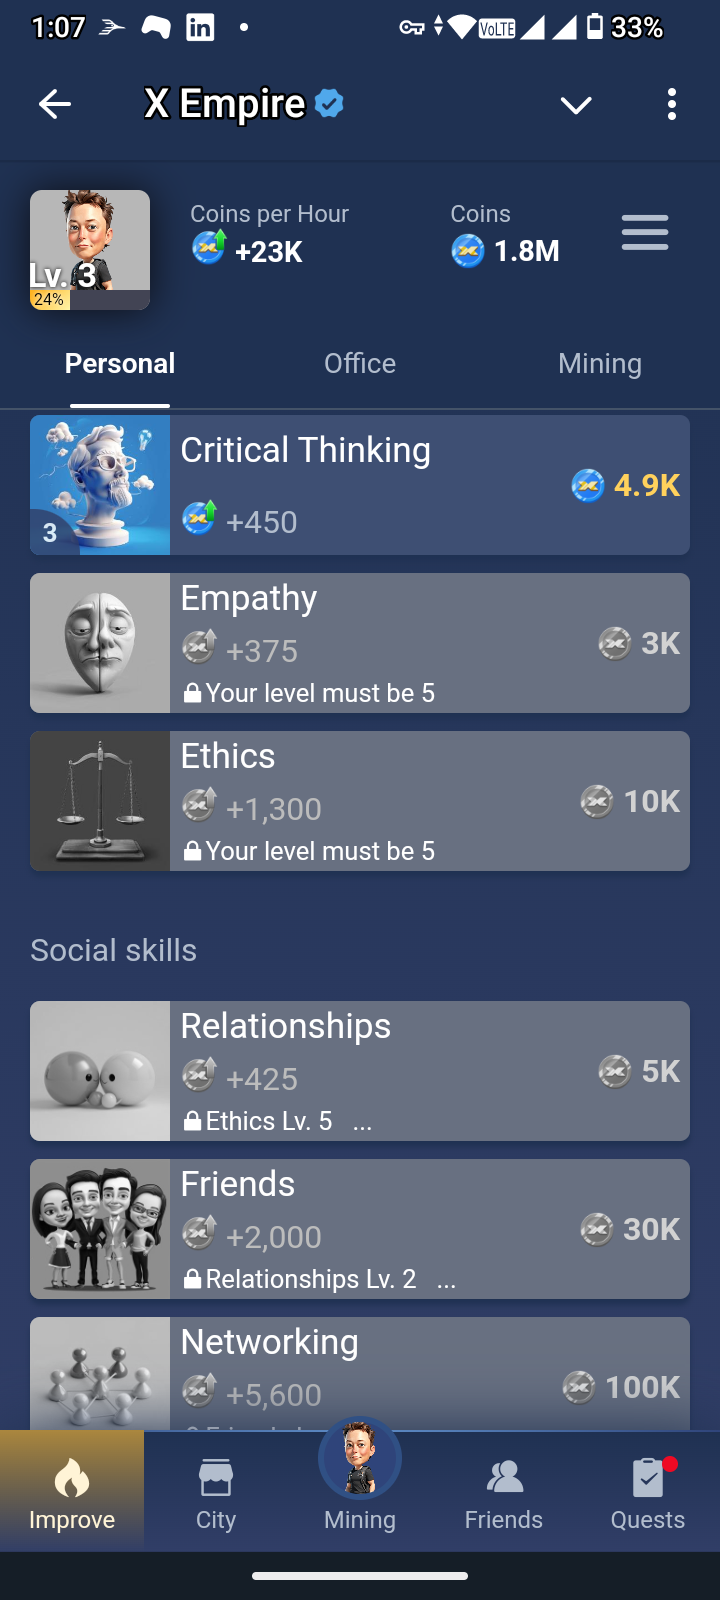 1:07
VoLTE
33%
X Empire
Lv. 3
24%
Coins per Hour
+23K
Coins
1.8M
Personal
Office
Mining
Critical Thinking
3
+450
4.9K
Empathy
+375
3K
Your level must be 5
Ethics
+1,300
10K
Your level must be 5
Social skills
Relationships
+425
5K
Ethics Lv. 5 ...
Friends
+2,000
30K
Relationships Lv. 2 ...
Networking
+5,600
100K
Improve
City
Mining
Friends
Quests